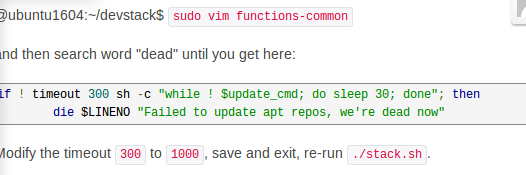 @ubuntu1604:~/devstack$ sudo vim functions-common
and then search word "dead" until you get here:
if ! timeout 300 sh -c "while ! $update_cmd; do sleep 30; done"; then
die $LINENO "Failed to update apt repos, we're dead now"
Modify the timeout 300 to 1000, save and exit, re-run ./stack.sh.